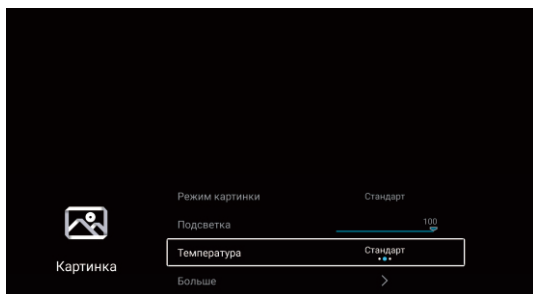 Режим картинки Стандарт
Подсветка 100
Температура Стандарт
Картинка
Больше